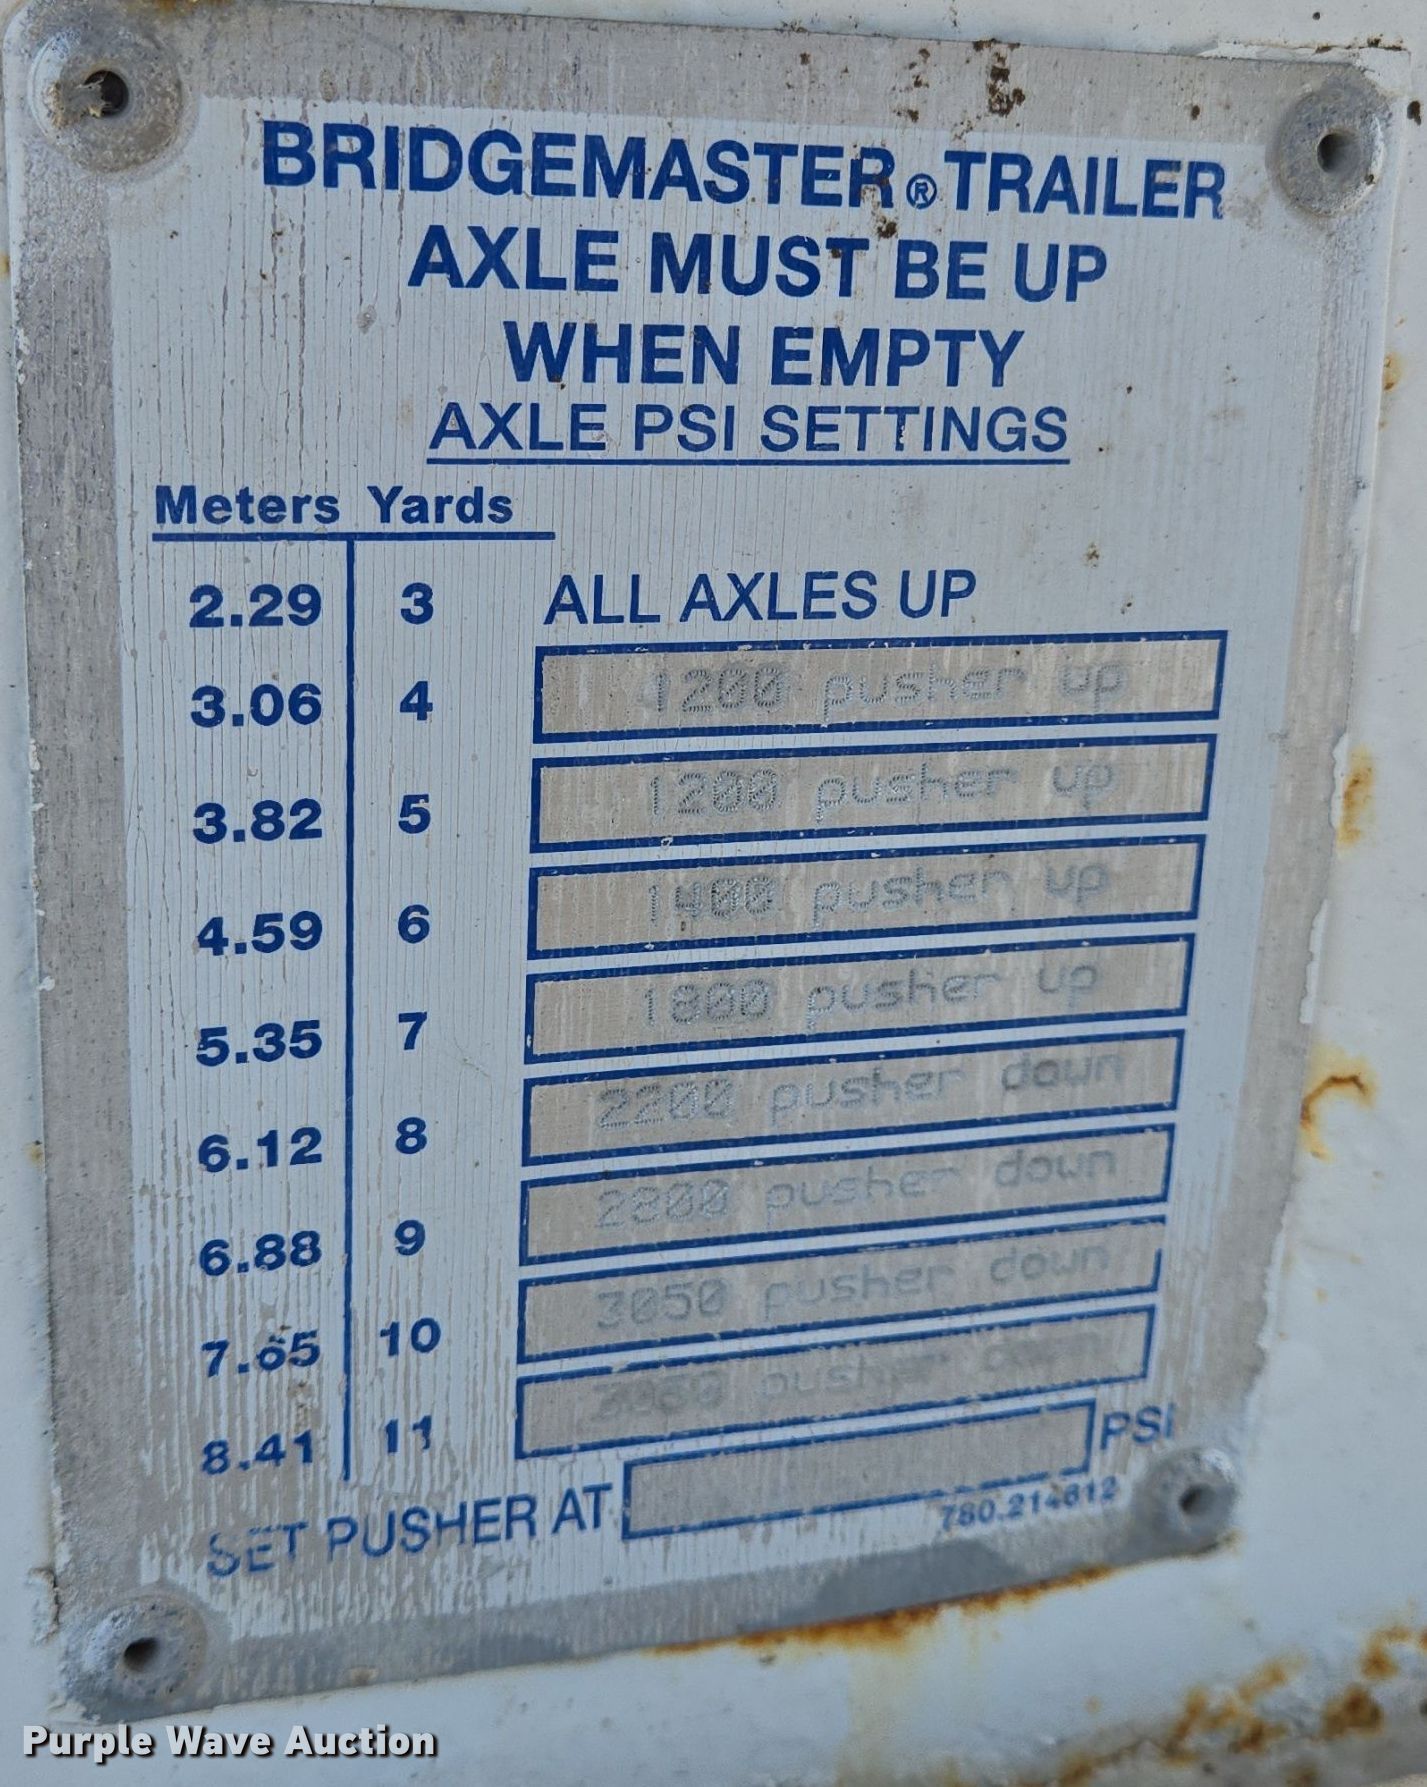 BRIDGEMASTER® TRAILER
AXLE MUST BE UP
WHEN EMPTY
AXLE PSI SETTINGS
Meters Yards
2.29 3 ALL AXLES UP
3.06 4 1200 pusher up
3.82 5 1200 pusher up
4.59 6 1400 pusher up
5.35 7 1800 pusher up
6.12 8 2200 pusher down
6.88 9 2800 pusher down
7.65 10 3050 pusher down
8.41 11 pusher down
SET PUSHER AT PSI
780.214612
Purple Wave Auction